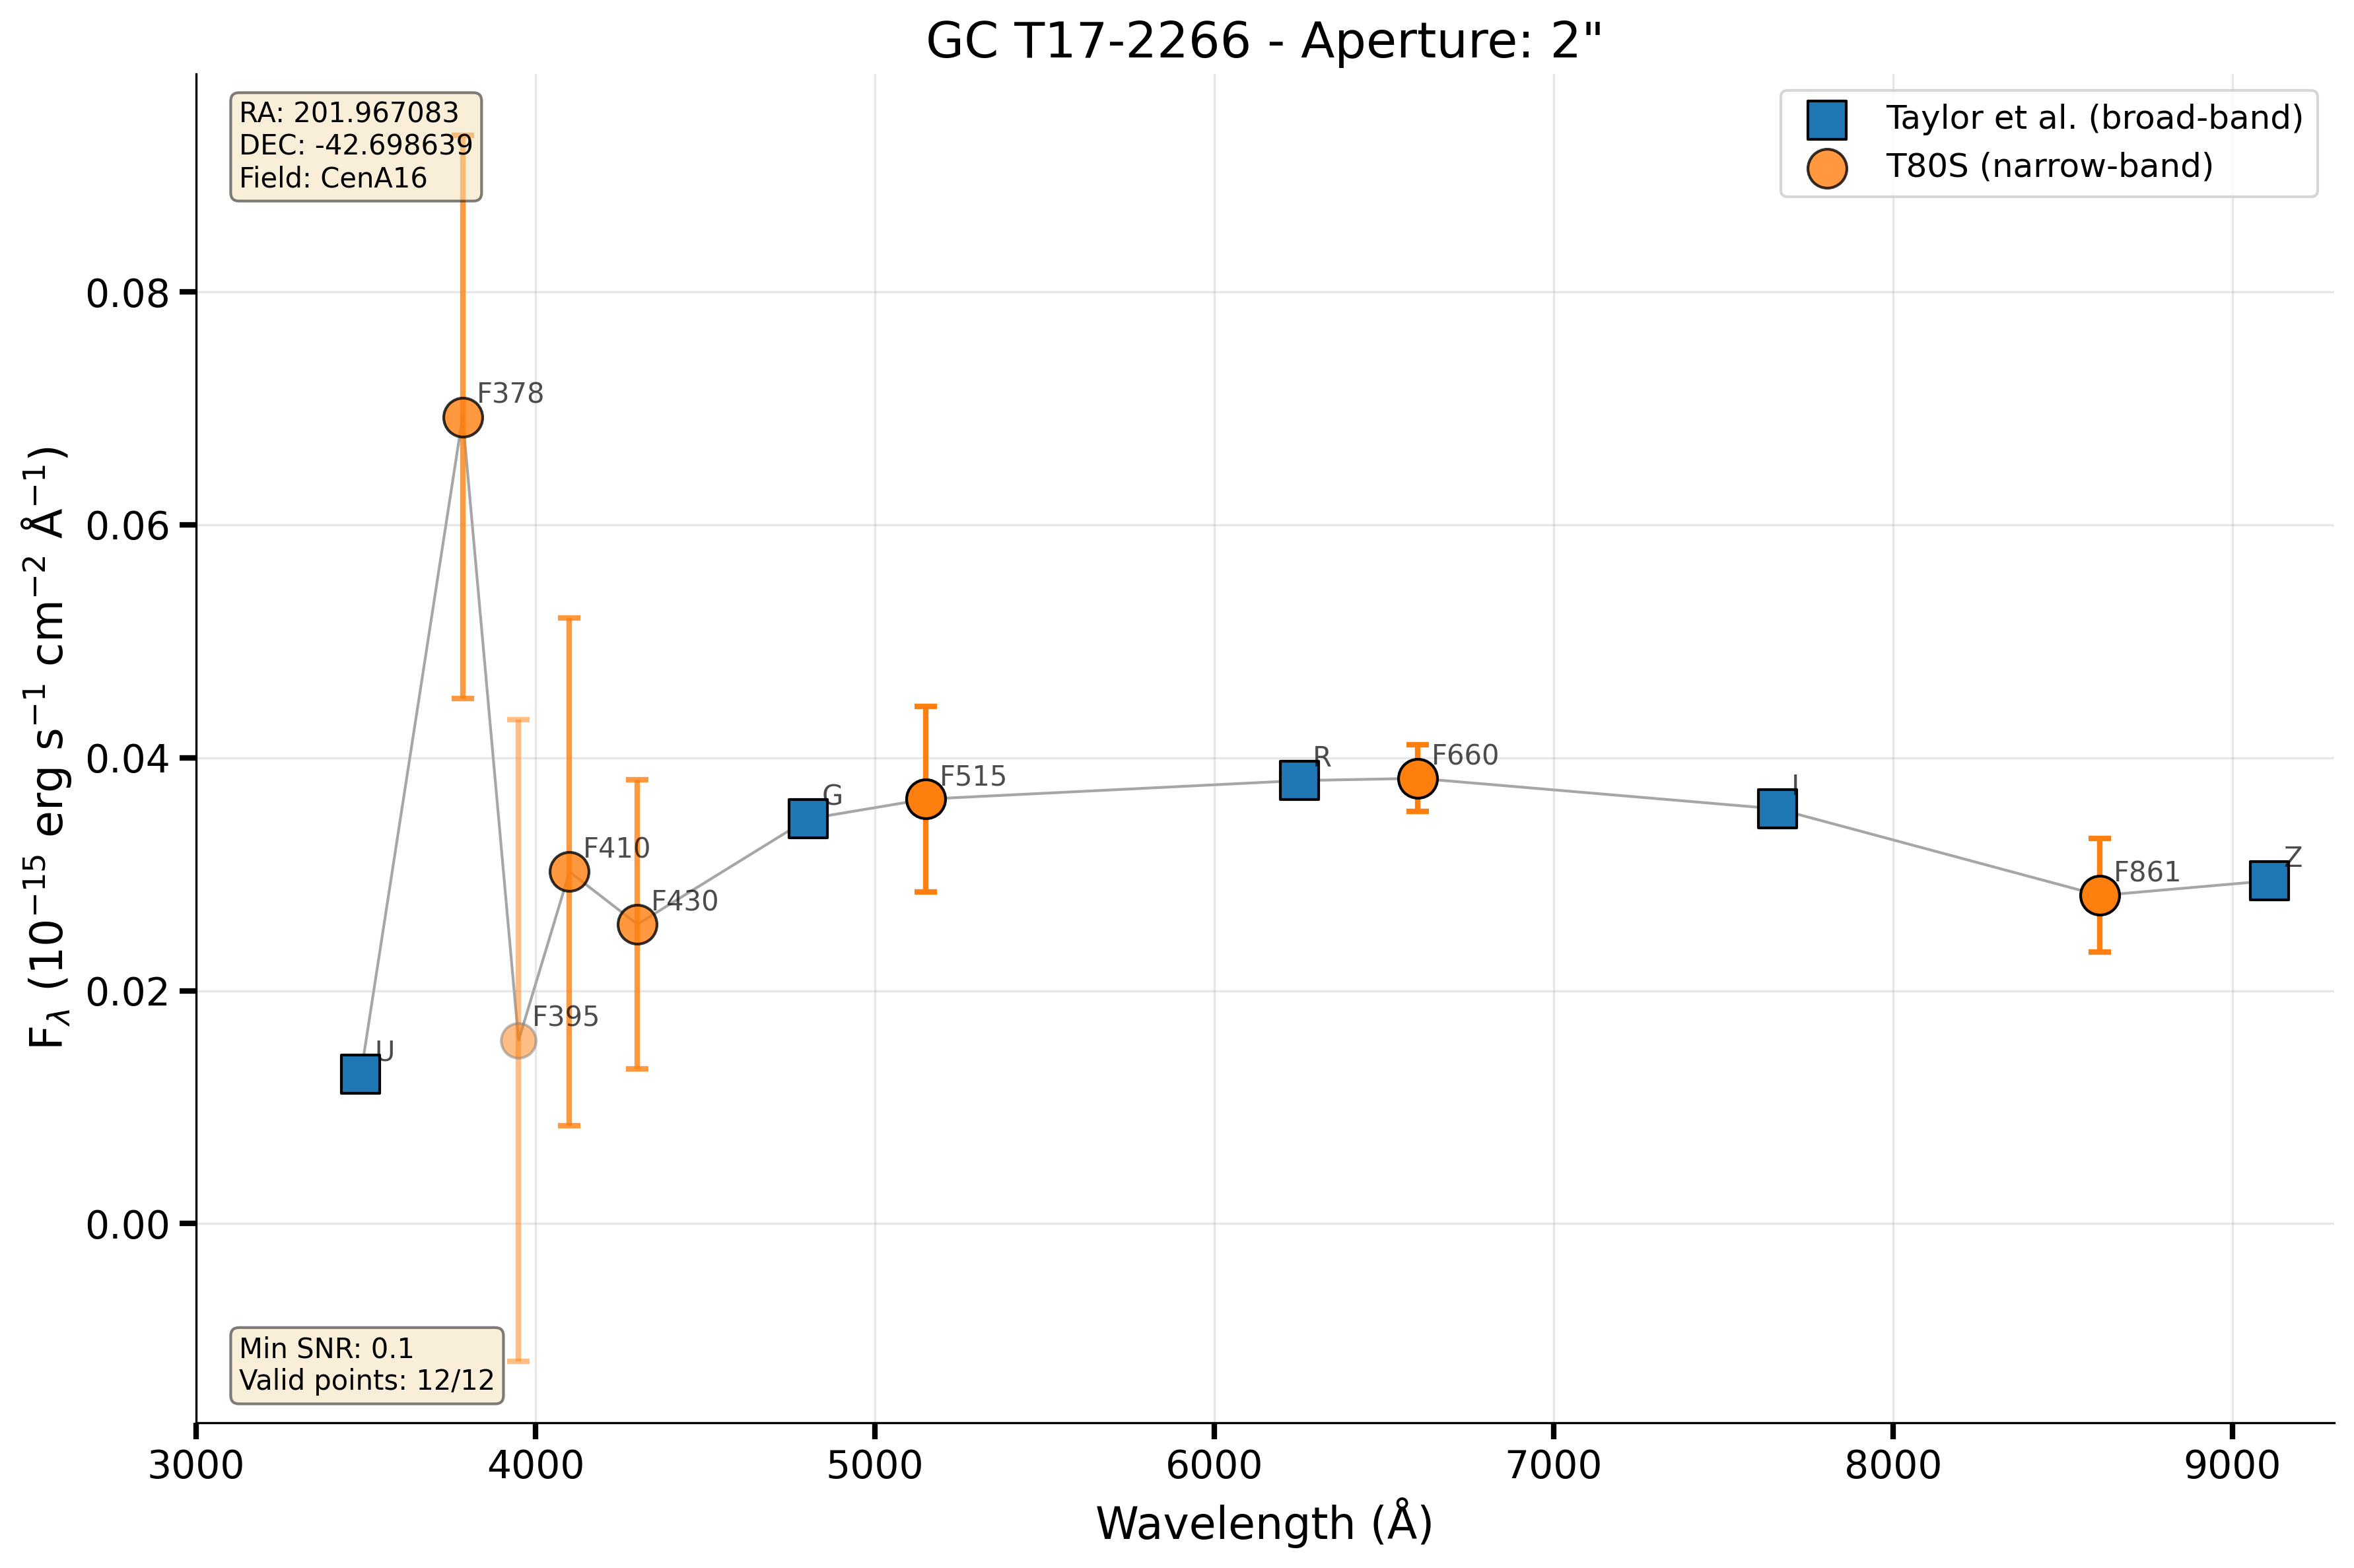 GC T17-2266 - Aperture: 2"
RA: 201.967083
DEC: -42.698639
Field: CenA16
Taylor et al. (broad-band)
T80S (narrow-band)
F378
F395
F410
F430
F515
F660
F861
U
G
R
I
Z
0.08
0.06
0.04
0.02
0.00
F$_{λ}$ (10$^{−15}$ erg s$^{−1}$ cm$^{−2}$ Å$^{−1}$)
Min SNR: 0.1
Valid points: 12/12
3000 4000 5000 6000 7000 8000 9000
Wavelength (Å)